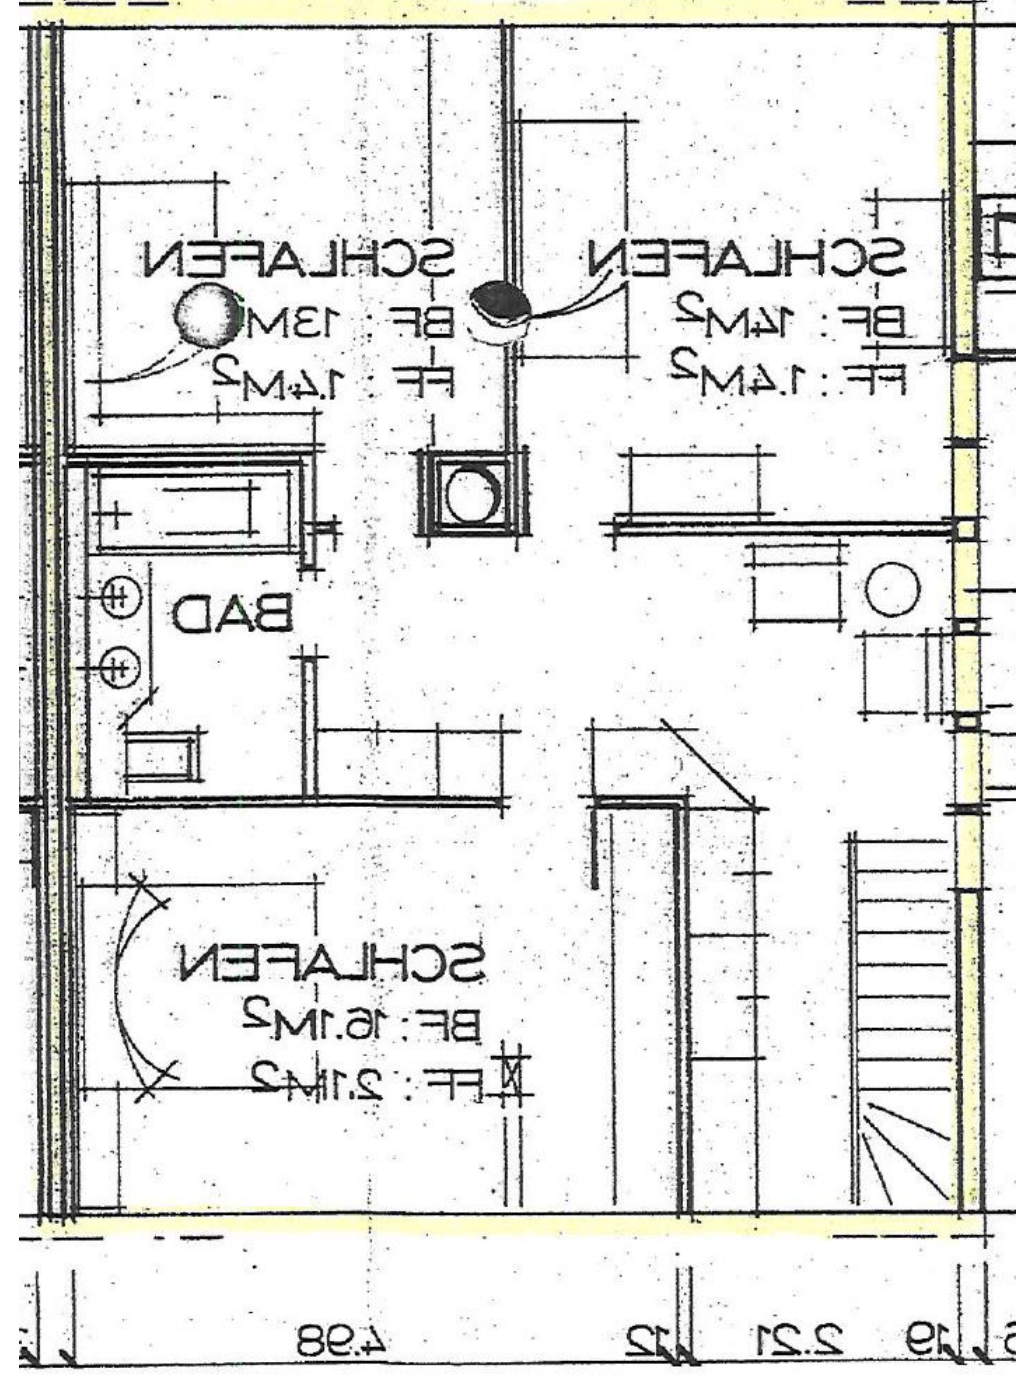 SCHLAFEN
BF : 13M
FF : 1.4M²
SCHLAFEN
BF : 14M²
FF : 1.4M²
BAD
SCHLAFEN
BF : 16.1M²
FF : 2.1M²
4.98
12
2.21
19